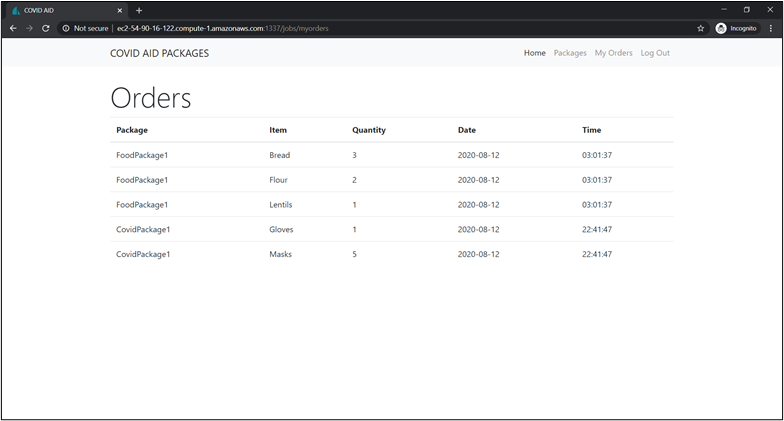 COVID AID
Not secure | ec2-54-90-16-122.compute-1.amazonaws.com:1337/jobs/myorders
Incognito
COVID AID PACKAGES Home Packages My Orders Log Out
Orders
Package Item Quantity Date Time
FoodPackage1 Bread 3 2020-08-12 03:01:37
FoodPackage1 Flour 2 2020-08-12 03:01:37
FoodPackage1 Lentils 1 2020-08-12 03:01:37
CovidPackage1 Gloves 1 2020-08-12 22:41:47
CovidPackage1 Masks 5 2020-08-12 22:41:47